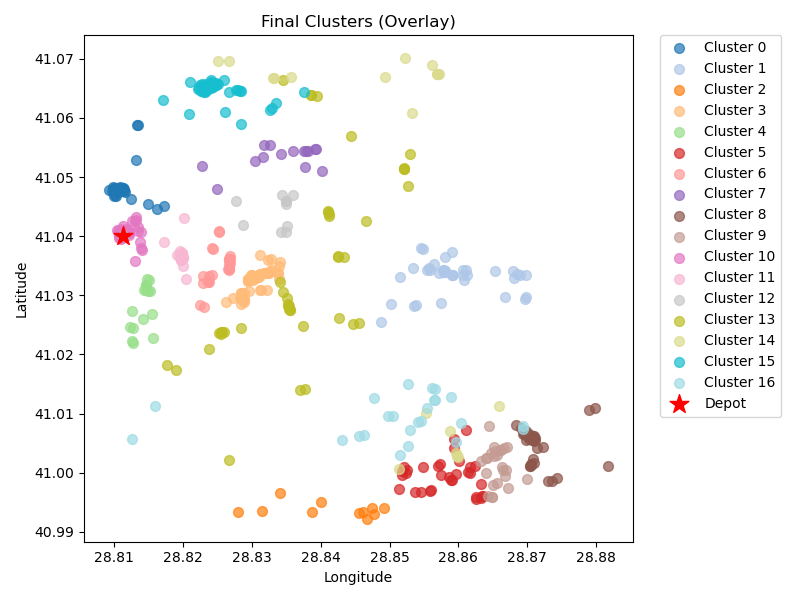 Final Clusters (Overlay)
Latitude
41.07
41.06
41.05
41.04
41.03
41.02
41.01
41.00
40.99
28.81 28.82 28.83 28.84 28.85 28.86 28.87 28.88
Longitude
Cluster 0
Cluster 1
Cluster 2
Cluster 3
Cluster 4
Cluster 5
Cluster 6
Cluster 7
Cluster 8
Cluster 9
Cluster 10
Cluster 11
Cluster 12
Cluster 13
Cluster 14
Cluster 15
Cluster 16
Depot